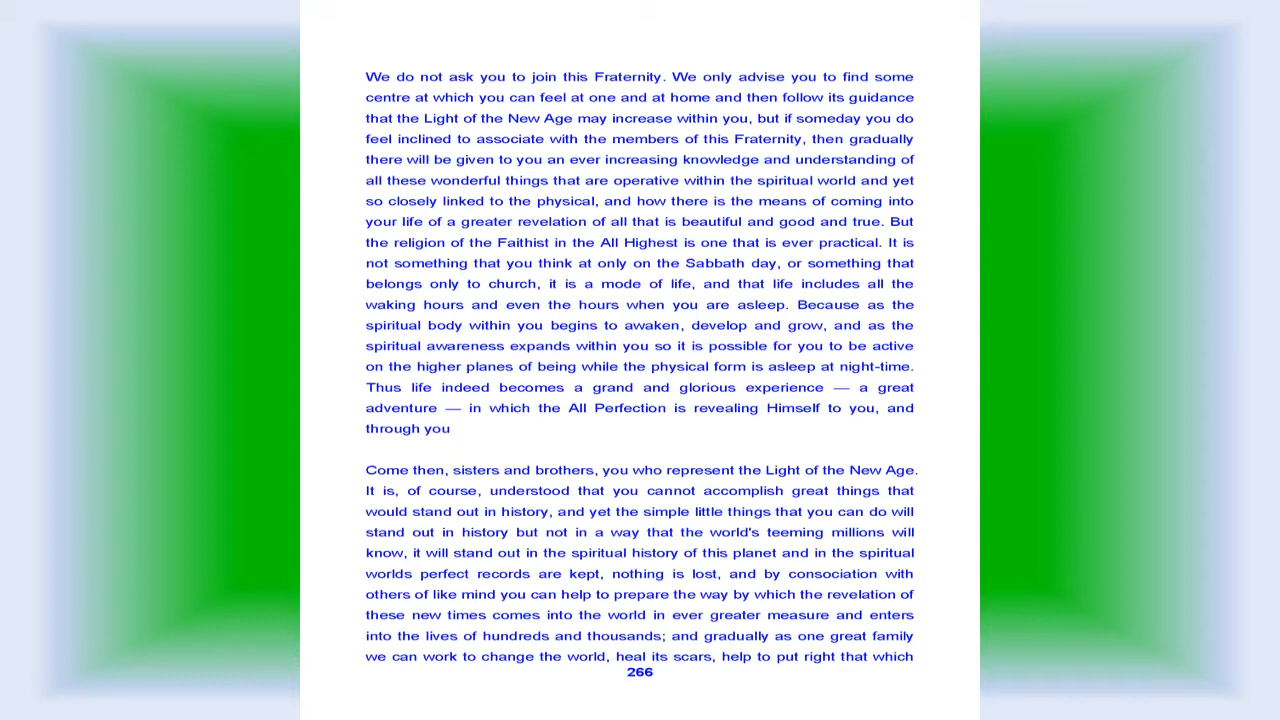 We do not ask you to join this Fraternity. We only advise you to find some
centre at which you can feel at one and at home and then follow its guidance
that the Light of the New Age may increase within you, but if someday you do
feel inclined to associate with the members of this Fraternity, then gradually
there will be given to you an ever increasing knowledge and understanding of
all these wonderful things that are operative within the spiritual world and yet
so closely linked to the physical, and how there is the means of coming into
your life of a greater revelation of all that is beautiful and good and true. But
the religion of the Faithist in the All Highest is one that is ever practical. It is
not something that you think at only on the Sabbath day, or something that
belongs only to church, it is a mode of life, and that life includes all the
waking hours and even the hours when you are asleep. Because as the
spiritual body within you begins to awaken, develop and grow, and as the
spiritual awareness expands within you so it is possible for you to be active
on the higher planes of being while the physical form is asleep at night-time.
Thus life indeed becomes a grand and glorious experience — a great
adventure — in which the All Perfection is revealing Himself to you, and
through you
Come then, sisters and brothers, you who represent the Light of the New Age.
It is, of course, understood that you cannot accomplish great things that
would stand out in history, and yet the simple little things that you can do will
stand out in history but not in a way that the world's teeming millions will
know, it will stand out in the spiritual history of this planet and in the spiritual
worlds perfect records are kept, nothing is lost, and by consociation with
others of like mind you can help to prepare the way by which the revelation of
these new times comes into the world in ever greater measure and enters
into the lives of hundreds and thousands; and gradually as one great family
we can work to change the world, heal its scars, help to put right that which
266